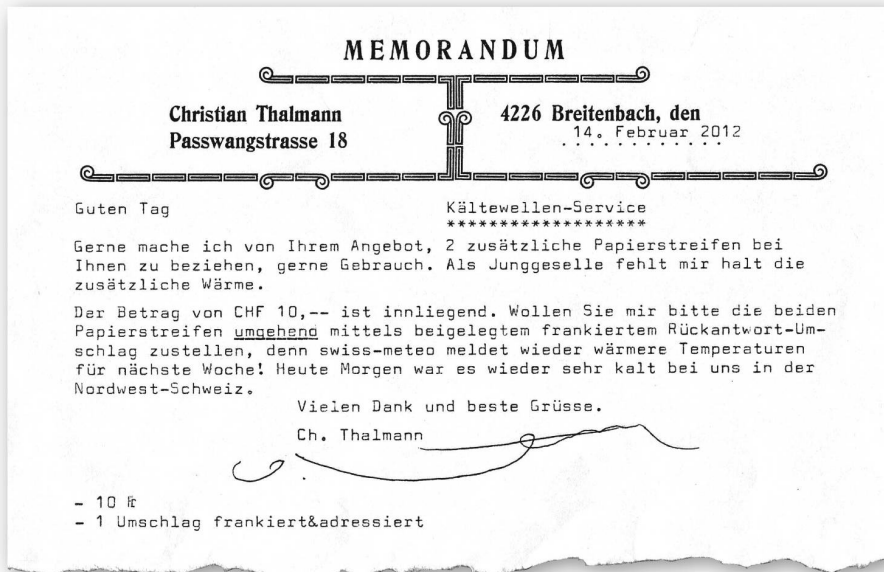 MEMORANDUM
Christian Thalmann
Passwangstrasse 18
4226 Breitenbach, den
14. Februar 2012
. . . . . . . . . . . . .
Guten Tag
Kältewellen-Service
*******************
Gerne mache ich von Ihrem Angebot, 2 zusätzliche Papierstreifen bei
Ihnen zu beziehen, gerne Gebrauch. Als Junggeselle fehlt mir halt die
zusätzliche Wärme.
Der Betrag von CHF 10,-- ist innliegend. Wollen Sie mir bitte die beiden
Papierstreifen umgehend mittels beigelegtem frankiertem Rückantwort-Um-
schlag zustellen, denn swiss-meteo meldet wieder wärmere Temperaturen
für nächste Woche! Heute Morgen war es wieder sehr kalt bei uns in der
Nordwest-Schweiz.
Vielen Dank und beste Grüsse.
Ch. Thalmann
- 10 Fr
- 1 Umschlag frankiert&adressiert